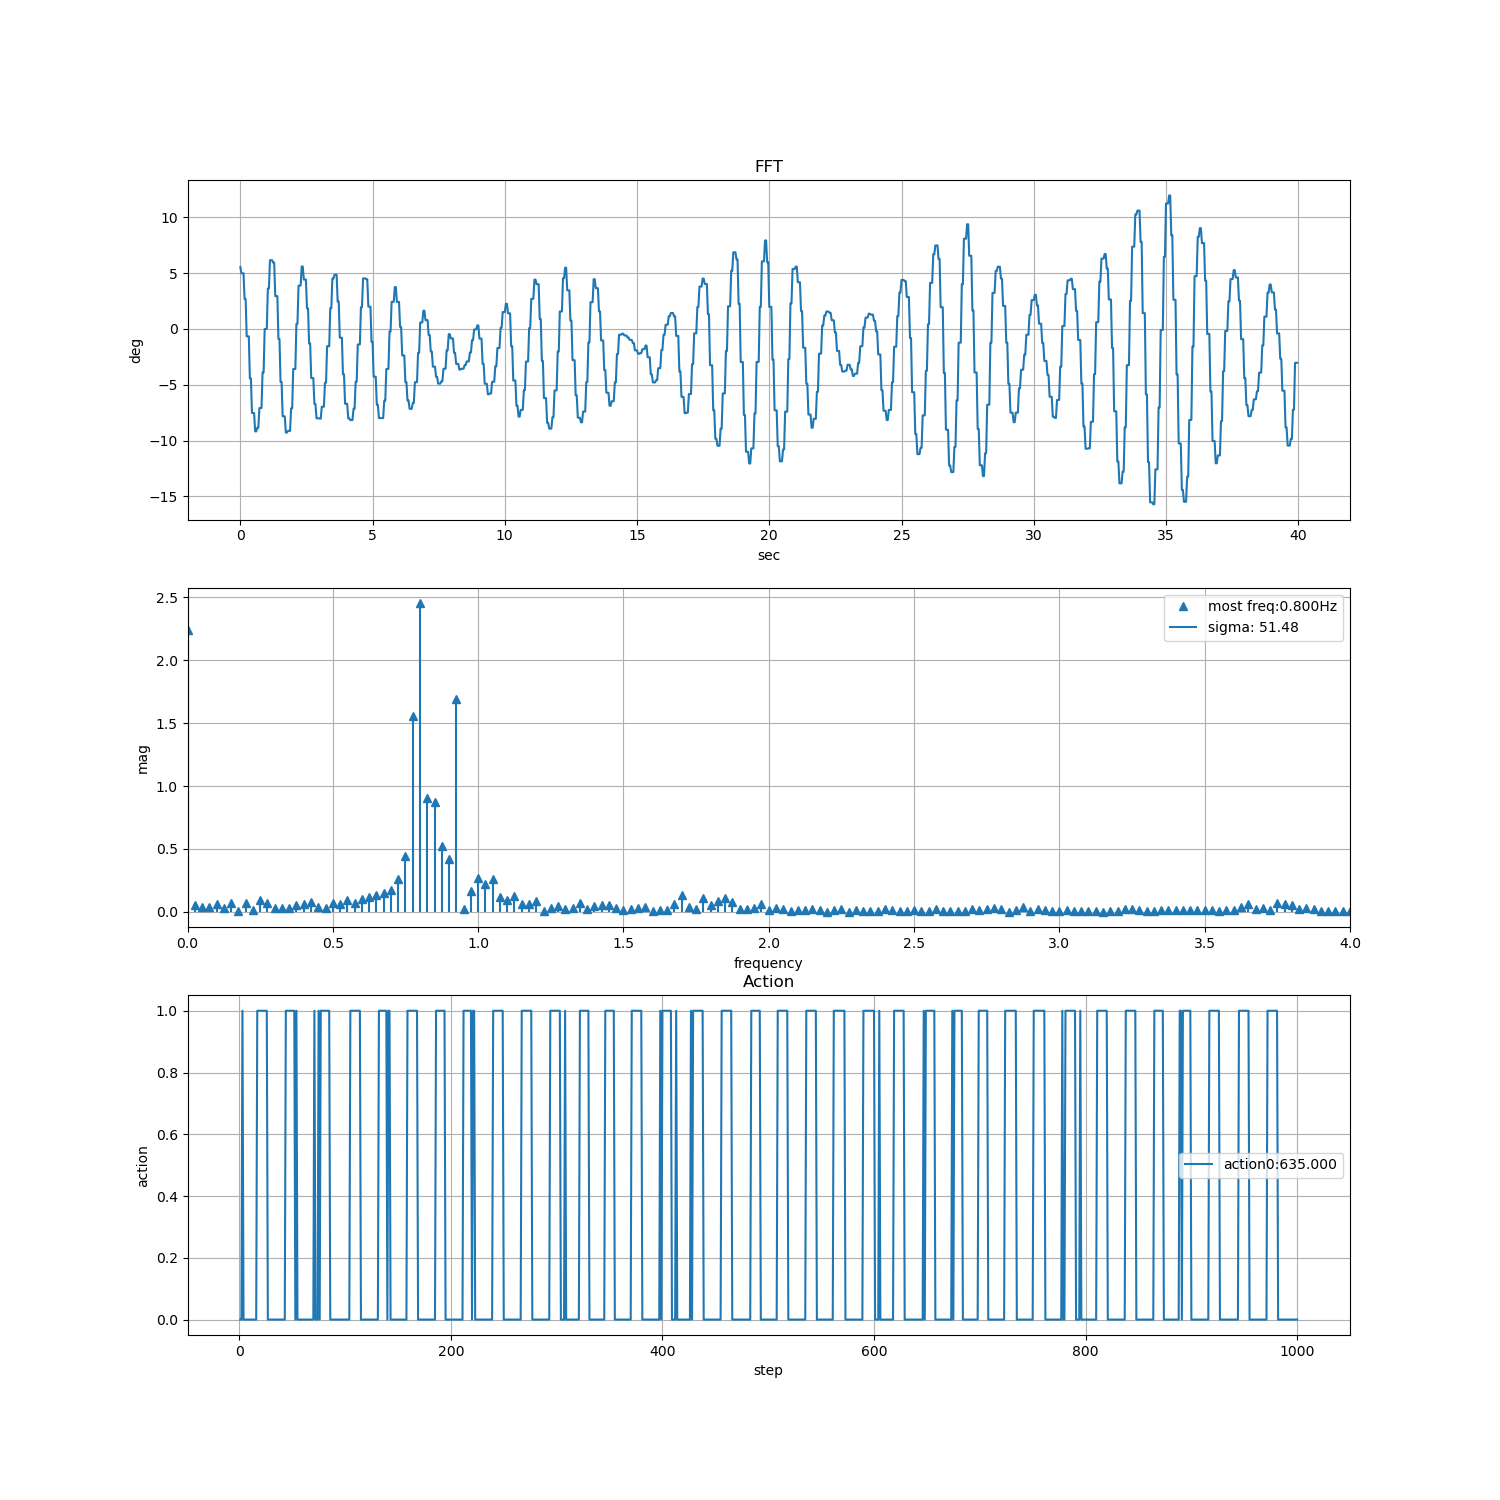 FFT
10
5
0
−5
−10
−15
deg
0 5 10 15 20 25 30 35 40
sec
2.5
2.0
1.5
1.0
0.5
0.0
mag
most freq:0.800Hz
sigma: 51.48
0.0 0.5 1.0 1.5 2.0 2.5 3.0 3.5 4.0
frequency
Action
1.0
0.8
0.6
0.4
0.2
0.0
action
action0:635.000
0 200 400 600 800 1000
step